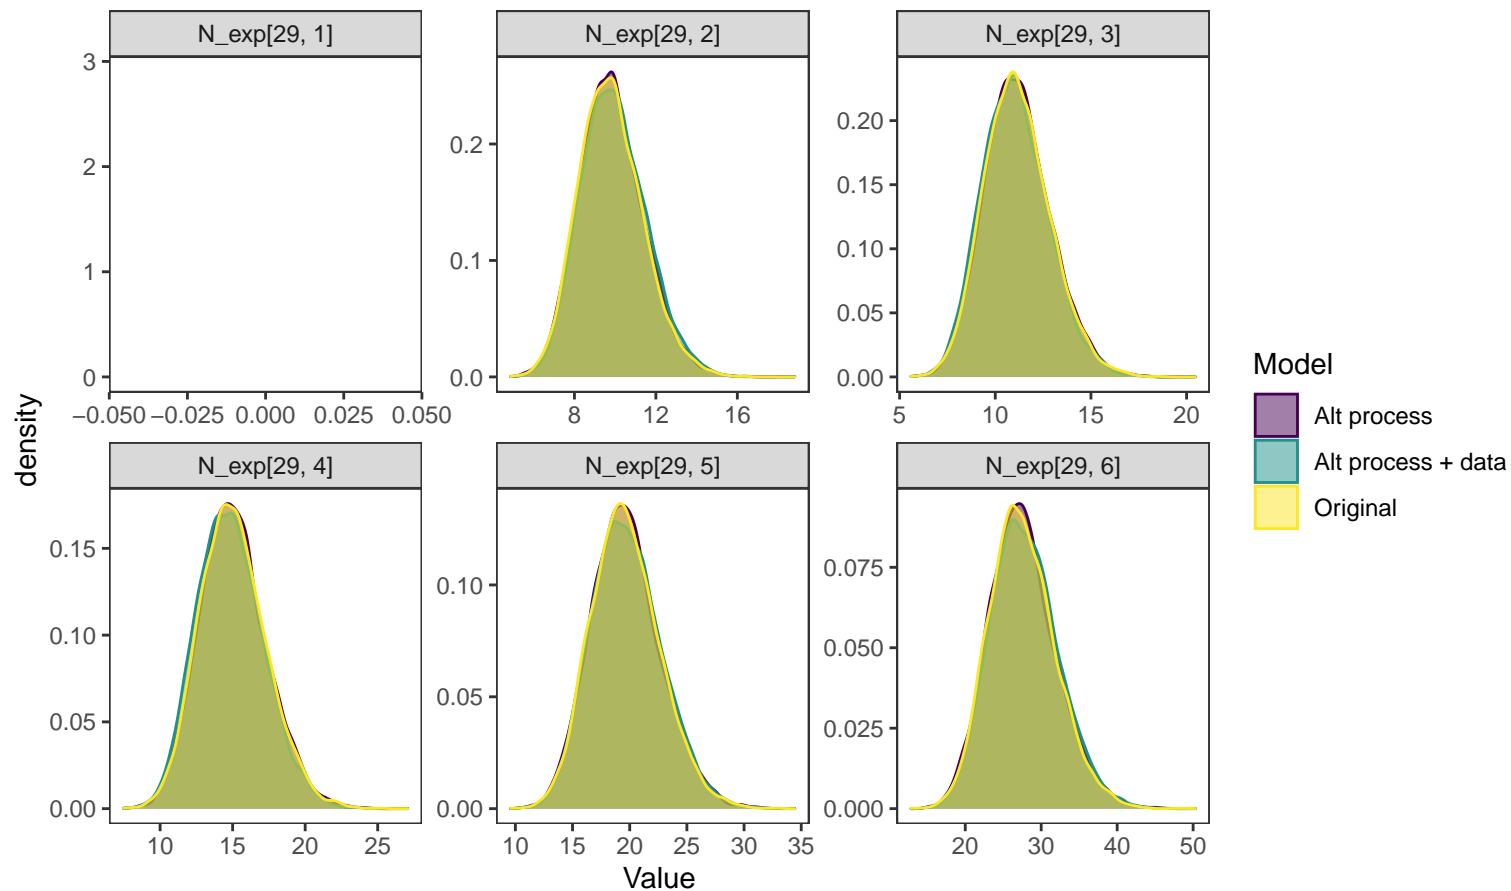 N_exp[29, 1] N_exp[29, 2] N_exp[29, 3]
3
2
1
0
−0.050 −0.025 0.000 0.025 0.050
0.2
0.1
0.0
8 12 16
0.20
0.15
0.10
0.05
0.00
5 10 15 20
N_exp[29, 4] N_exp[29, 5] N_exp[29, 6]
0.15
0.10
0.05
0.00
10 15 20 25
0.10
0.05
0.00
10 15 20 25 30 35
0.075
0.050
0.025
0.000
20 30 40 50
density
Value
Model
Alt process
Alt process + data
Original